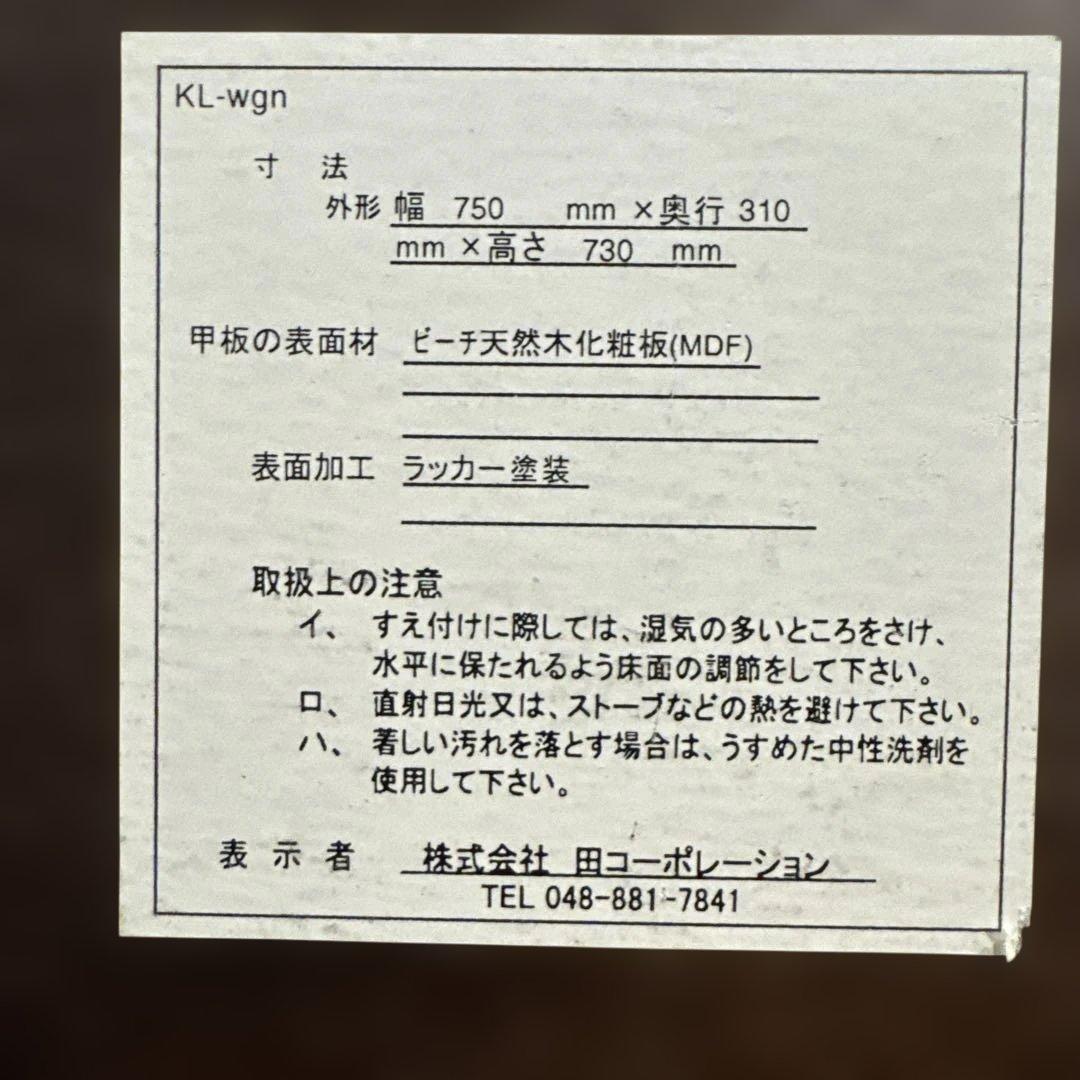 KL-wgn
寸 法
外形 幅 750 mm ×奥行 310
mm ×高さ 730 mm
甲板の表面材 ビーチ天然木化粧板(MDF)
表面加工 ラッカー塗装
取扱上の注意
イ、 すえ付けに際しては、湿気の多いところをさけ、
水平に保たれるよう床面の調節をして下さい。
ロ、 直射日光又は、ストーブなどの熱を避けて下さい。
ハ、 著しい汚れを落とす場合は、うすめた中性洗剤を
使用して下さい。
表 示 者 株式会社 田コーポレーション
TEL 048-881-7841